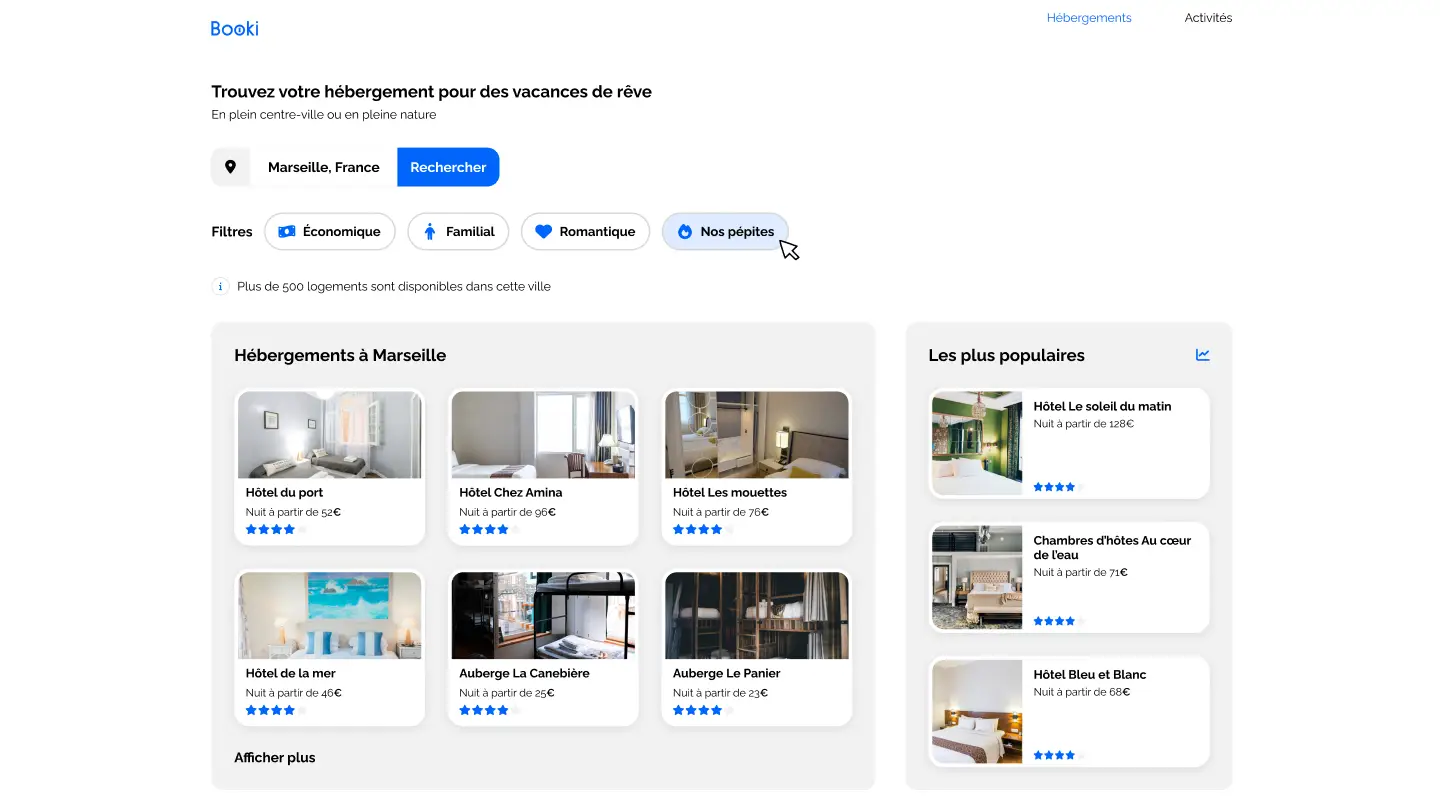 Booki
Hébergements
Activités
Trouvez votre hébergement pour des vacances de rêve
En plein centre-ville ou en pleine nature
Marseille, France
Rechercher
Filtres
Économique
Familial
Romantique
Nos pépites
i
Plus de 500 logements sont disponibles dans cette ville
Hébergements à Marseille
Hôtel du port
Nuit à partir de 52€
Hôtel Chez Amina
Nuit à partir de 96€
Hôtel Les mouettes
Nuit à partir de 76€
Hôtel de la mer
Nuit à partir de 46€
Auberge La Canebière
Nuit à partir de 25€
Auberge Le Panier
Nuit à partir de 23€
Afficher plus
Les plus populaires
Hôtel Le soleil du matin
Nuit à partir de 128€
Chambres d'hôtes Au cœur
de l'eau
Nuit à partir de 71€
Hôtel Bleu et Blanc
Nuit à partir de 68€